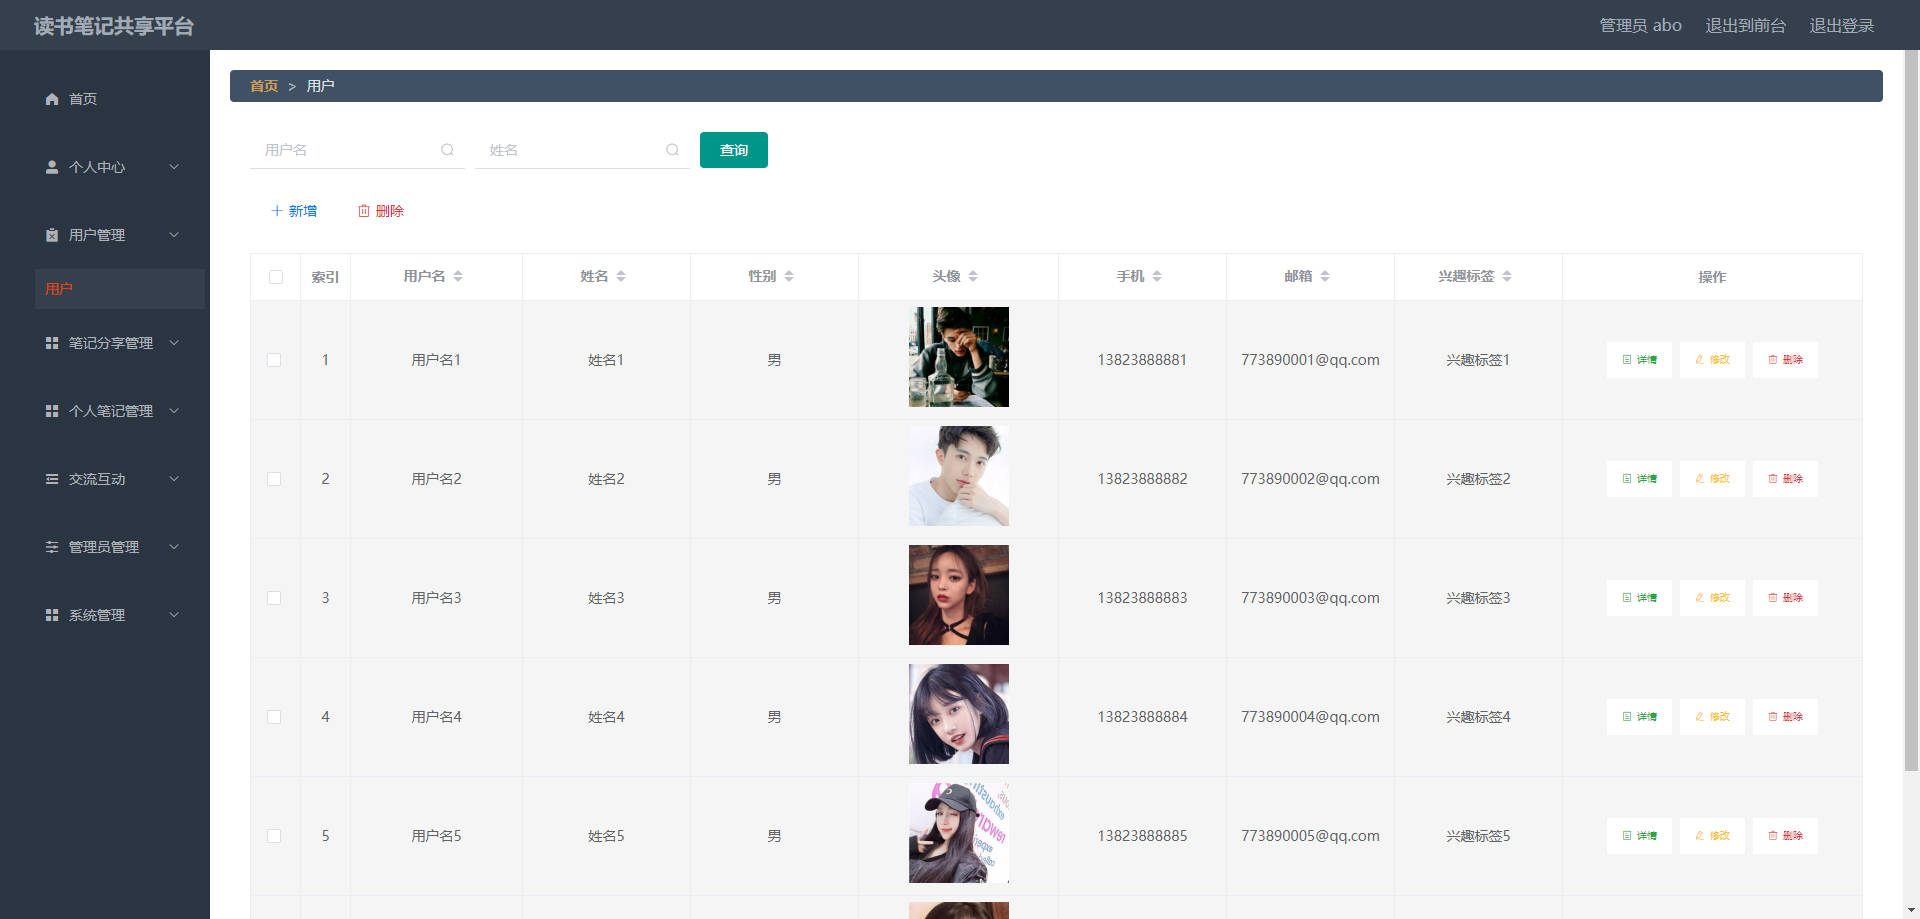 读书笔记共享平台
管理员 abo 退出到前台 退出登录
首页
个人中心
用户管理
用户
笔记分享管理
个人笔记管理
交流互动
管理员管理
系统管理
首页 > 用户
用户名 姓名 查询
新增 删除
索引 用户名 姓名 性别 头像 手机 邮箱 兴趣标签 操作
1 用户名1 姓名1 男 13823888881 773890001@qq.com 兴趣标签1 详情 修改 删除
2 用户名2 姓名2 男 13823888882 773890002@qq.com 兴趣标签2 详情 修改 删除
3 用户名3 姓名3 男 13823888883 773890003@qq.com 兴趣标签3 详情 修改 删除
4 用户名4 姓名4 男 13823888884 773890004@qq.com 兴趣标签4 详情 修改 删除
5 用户名5 姓名5 男 13823888885 773890005@qq.com 兴趣标签5 详情 修改 删除